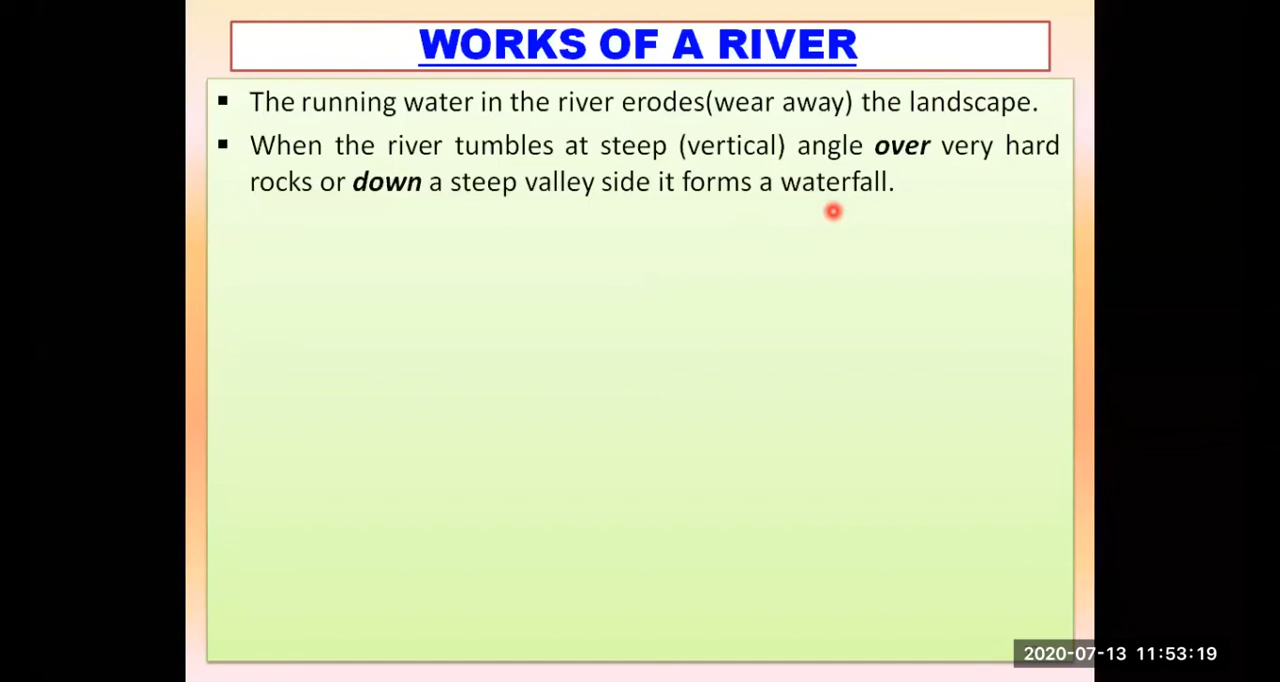 WORKS OF A RIVER
▪ The running water in the river erodes(wear away) the landscape.
▪ When the river tumbles at steep (vertical) angle over very hard
rocks or down a steep valley side it forms a waterfall.
2020-07-13 11:53:19